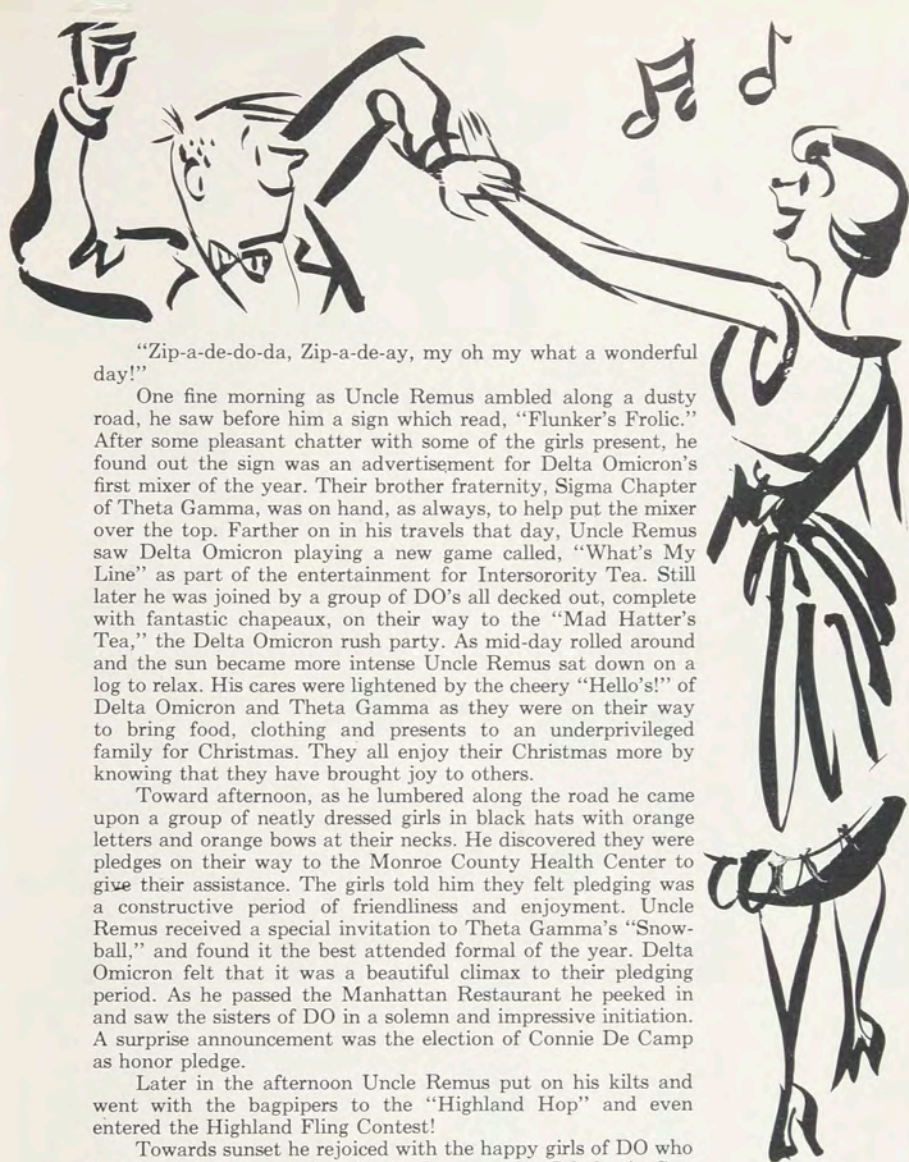 “Zip-a-de-do-da, Zip-a-de-ay, my oh my what a wonderful
day!”
One fine morning as Uncle Remus ambled along a dusty
road, he saw before him a sign which read, “Flunker’s Frolic.”
After some pleasant chatter with some of the girls present, he
found out the sign was an advertisement for Delta Omicron’s
first mixer of the year. Their brother fraternity, Sigma Chapter
of Theta Gamma, was on hand, as always, to help put the mixer
over the top. Farther on in his travels that day, Uncle Remus
saw Delta Omicron playing a new game called, “What’s My
Line” as part of the entertainment for Intersorority Tea. Still
later he was joined by a group of DO’s all decked out, complete
with fantastic chapeaux, on their way to the “Mad Hatter’s
Tea,” the Delta Omicron rush party. As mid-day rolled around
and the sun became more intense Uncle Remus sat down on a
log to relax. His cares were lightened by the cheery “Hello’s!” of
Delta Omicron and Theta Gamma as they were on their way
to bring food, clothing and presents to an underprivileged
family for Christmas. They all enjoy their Christmas more by
knowing that they have brought joy to others.
Toward afternoon, as he lumbered along the road he came
upon a group of neatly dressed girls in black hats with orange
letters and orange bows at their necks. He discovered they were
pledges on their way to the Monroe County Health Center to
give their assistance. The girls told him they felt pledging was
a constructive period of friendliness and enjoyment. Uncle
Remus received a special invitation to Theta Gamma’s “Snow-
ball,” and found it the best attended formal of the year. Delta
Omicron felt that it was a beautiful climax to their pledging
period. As he passed the Manhattan Restaurant he peeked in
and saw the sisters of DO in a solemn and impressive initiation.
A surprise announcement was the election of Connie De Camp
as honor pledge.
Later in the afternoon Uncle Remus put on his kilts and
went with the bagpipers to the “Highland Hop” and even
entered the Highland Fling Contest!
Towards sunset he rejoiced with the happy girls of DO who